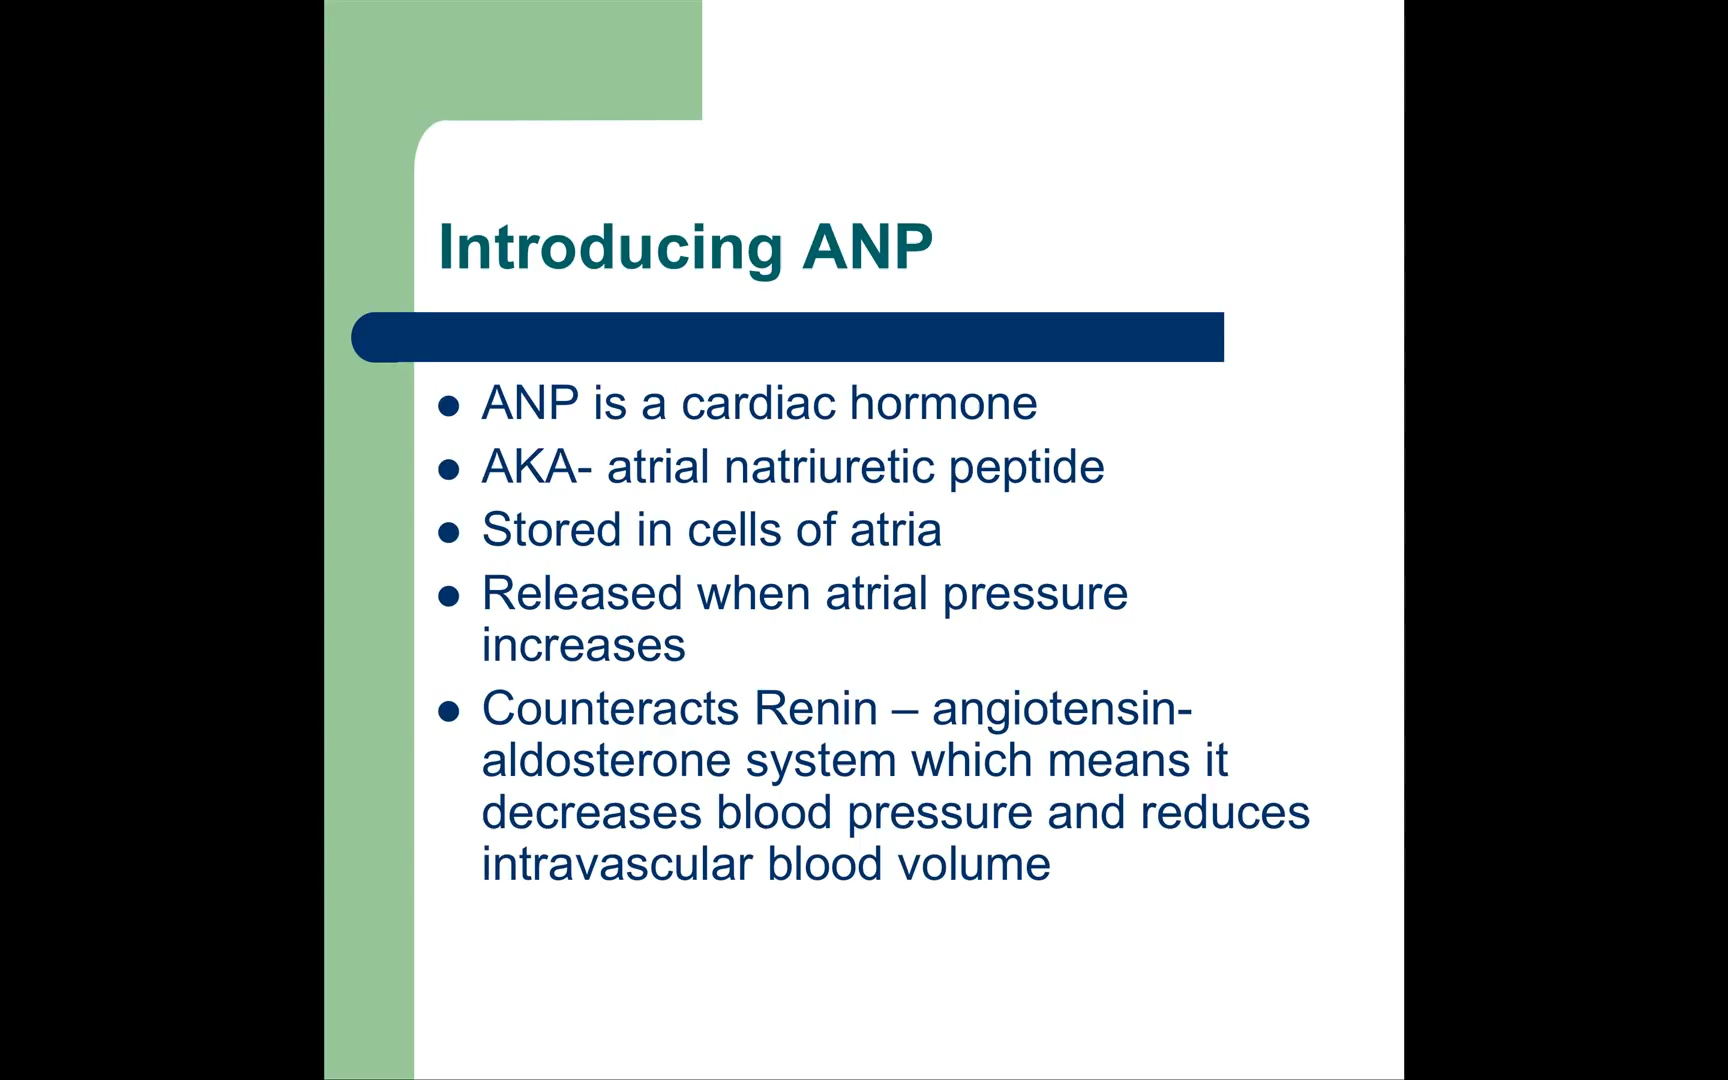 Introducing ANP
● ANP is a cardiac hormone
● AKA- atrial natriuretic peptide
● Stored in cells of atria
● Released when atrial pressure
increases
● Counteracts Renin – angiotensin-
aldosterone system which means it
decreases blood pressure and reduces
intravascular blood volume